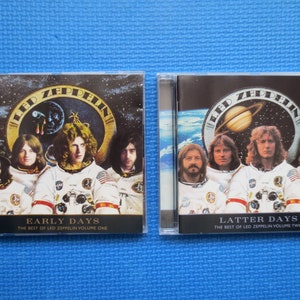 LED ZEPPELIN
EARLY DAYS
THE BEST OF LED ZEPPELIN VOLUME ONE
LED ZEPPELIN
LATTER DAYS
THE BEST OF LED ZEPPELIN VOLUME TWO